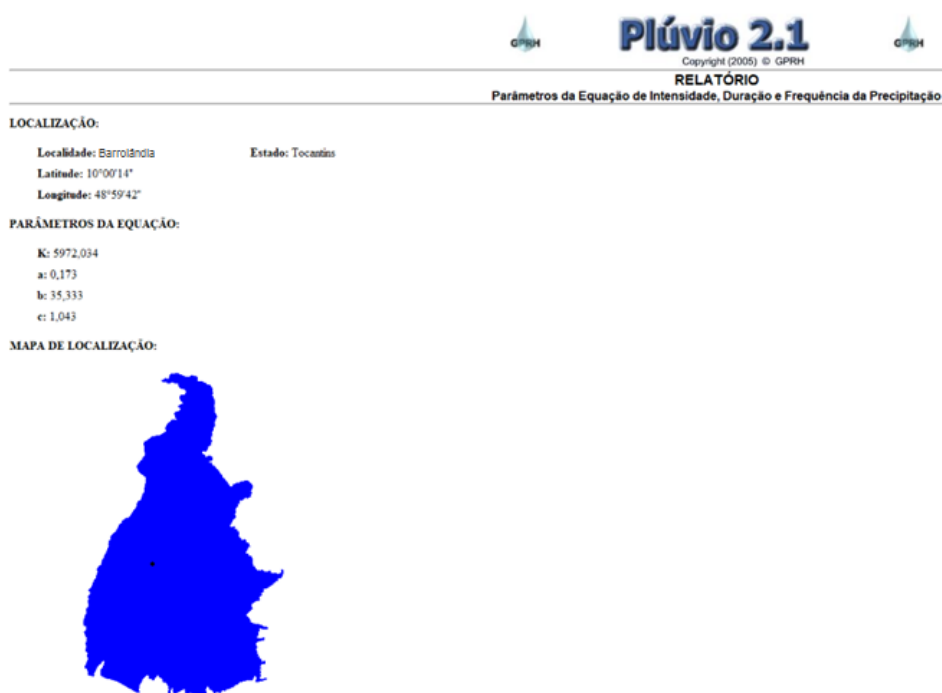 GPRH Plúvio 2.1 GPRH
Copyright (2005) © GPRH
RELATÓRIO
Parâmetros da Equação de Intensidade, Duração e Frequência da Precipitação
LOCALIZAÇÃO:
Localidade: Barrolândia Estado: Tocantins
Latitude: 10°00'14"
Longitude: 48°59'42"
PARÂMETROS DA EQUAÇÃO:
K: 5972,034
a: 0,173
b: 35,333
c: 1,043
MAPA DE LOCALIZAÇÃO: